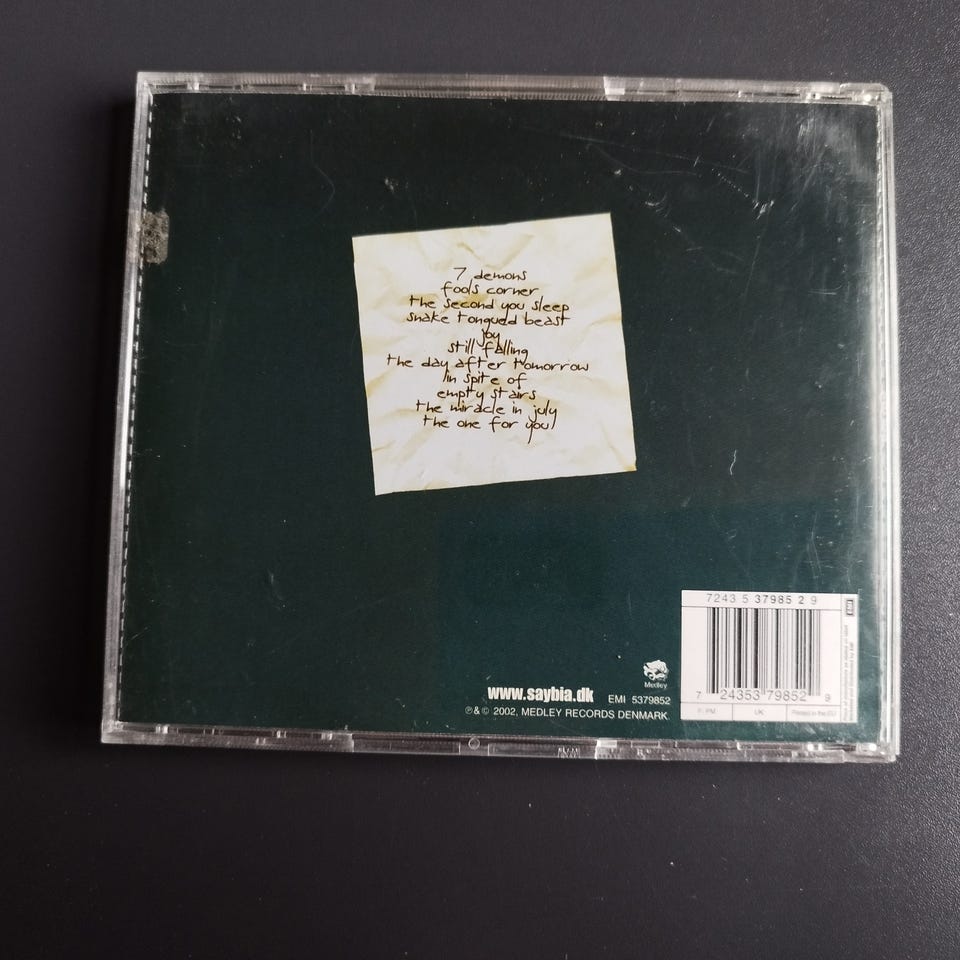 7 demons
fools corner
the second you sleep
snake tongued beast
joy
still falling
the day after tomorrow
in spite of
empty stairs
the miracle in july
the one for you
7243 5 37985 2 9
EMI
Medley
www.saybia.dk EMI 5379852
℗ & © 2002, MEDLEY RECORDS DENMARK.
7 24353 79852 9
UK
Printed in the EU